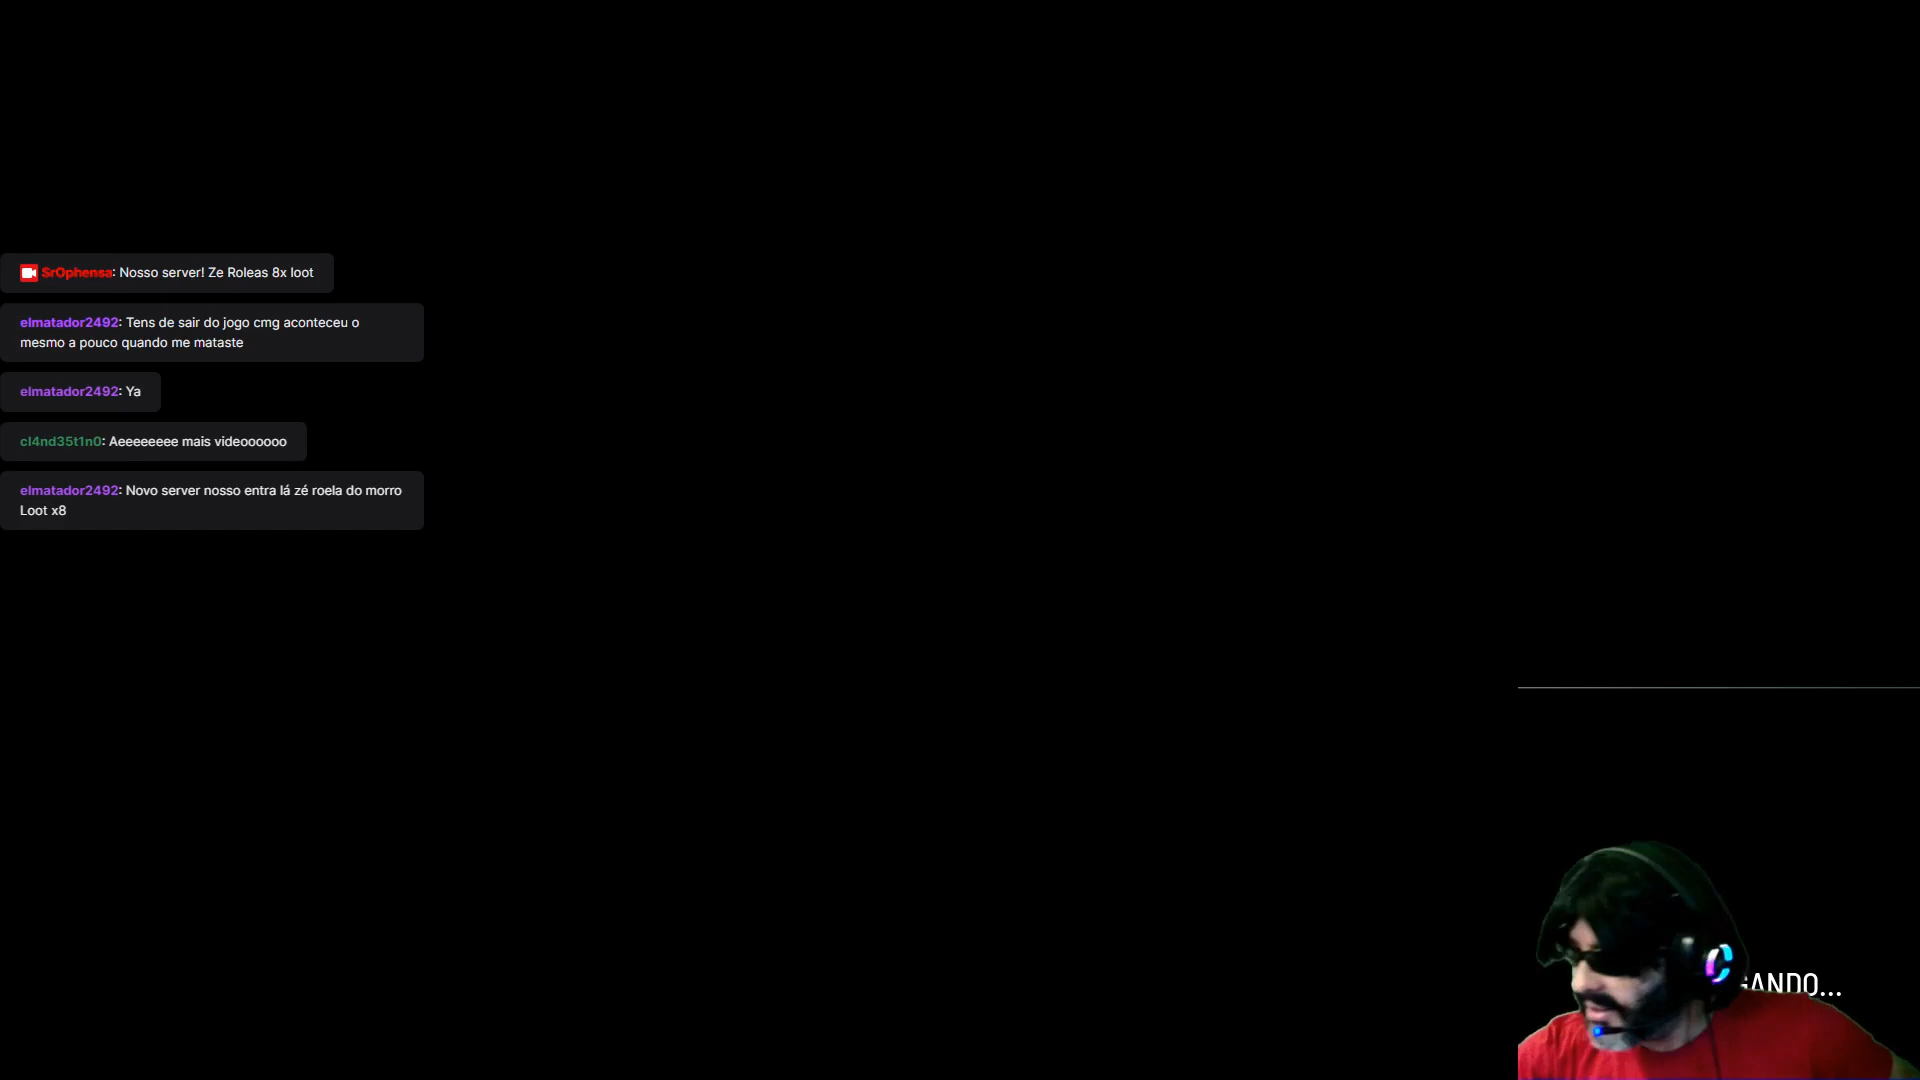 SrOphensa: Nosso server! Ze Roleas 8x loot
elmatador2492: Tens de sair do jogo cmg aconteceu o
mesmo a pouco quando me mataste
elmatador2492: Ya
cl4nd35t1n0: Aeeeeeeee mais videoooooo
elmatador2492: Novo server nosso entra lá zé roela do morro
Loot x8
GANDO...